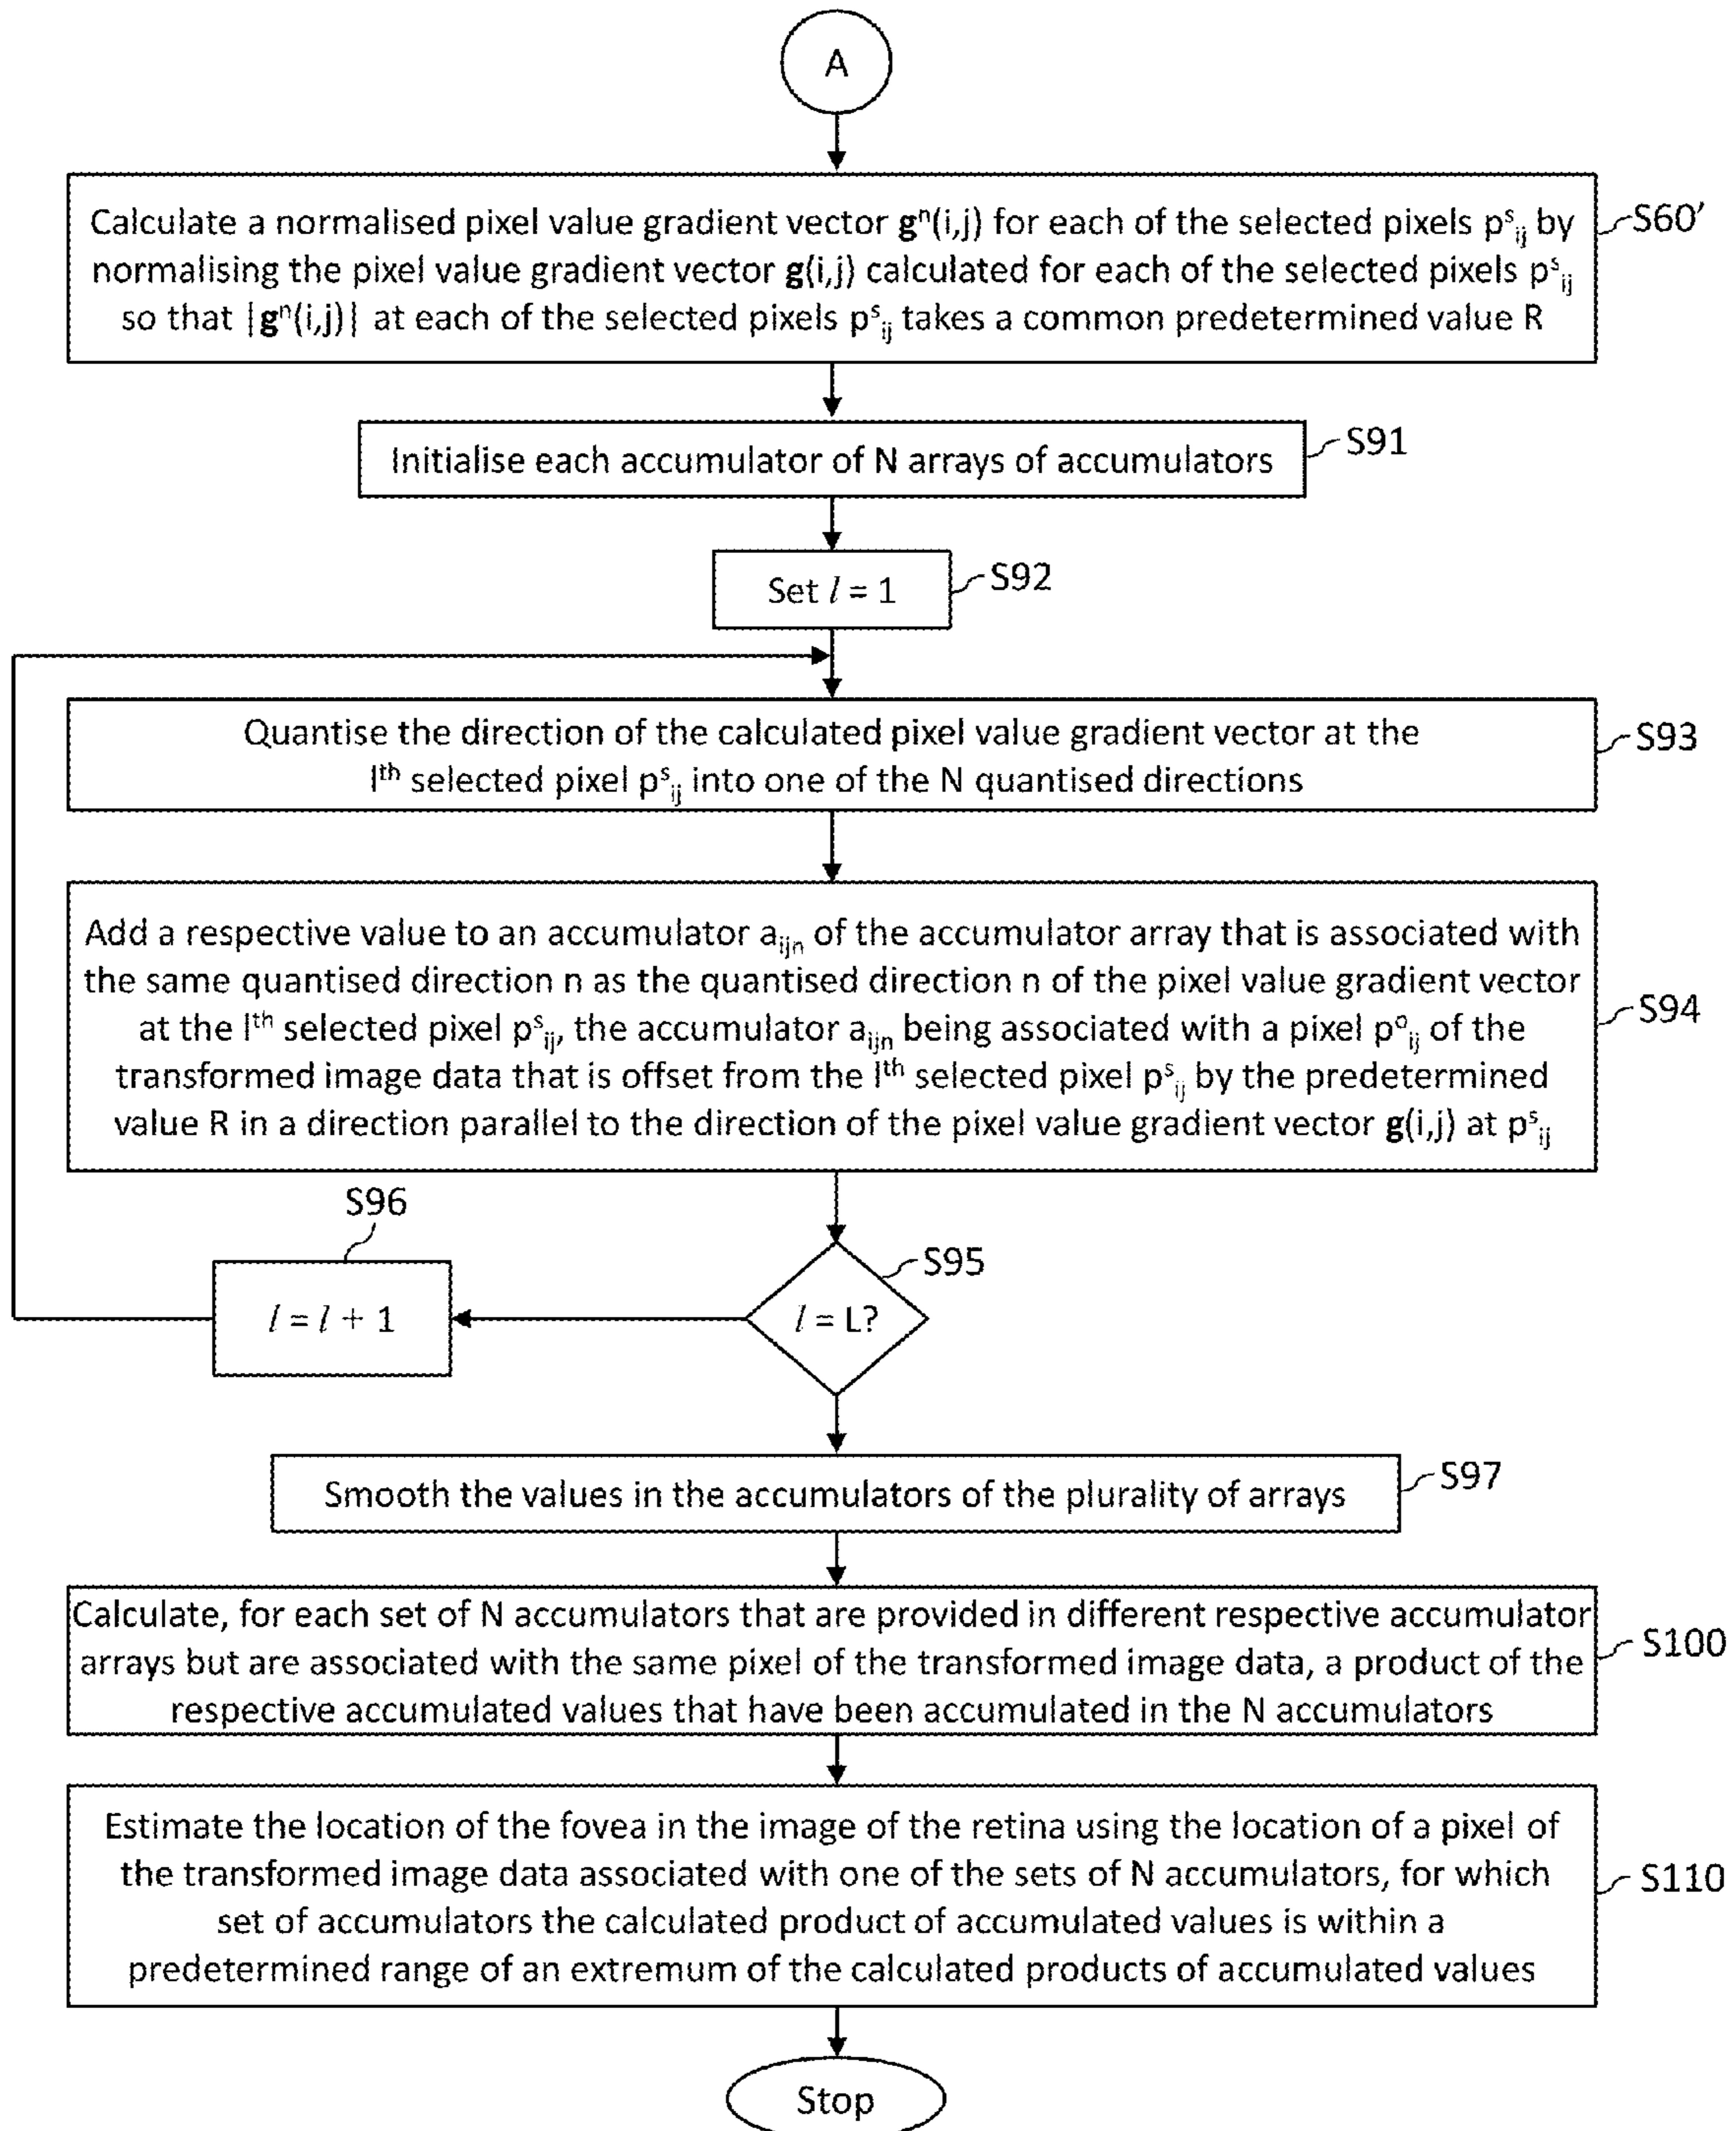 A
Calculate a normalised pixel value gradient vector gⁿ(i,j) for each of the selected pixels pˢᵢⱼ by
normalising the pixel value gradient vector g(i,j) calculated for each of the selected pixels pˢᵢⱼ
so that |gⁿ(i,j)| at each of the selected pixels pˢᵢⱼ takes a common predetermined value R
S60'
Initialise each accumulator of N arrays of accumulators
S91
Set l = 1
S92
Quantise the direction of the calculated pixel value gradient vector at the
lᵗʰ selected pixel pˢᵢⱼ into one of the N quantised directions
S93
Add a respective value to an accumulator aᵢⱼₙ of the accumulator array that is associated with
the same quantised direction n as the quantised direction n of the pixel value gradient vector
at the lᵗʰ selected pixel pˢᵢⱼ, the accumulator aᵢⱼₙ being associated with a pixel pᵒᵢⱼ of the
transformed image data that is offset from the lᵗʰ selected pixel pˢᵢⱼ by the predetermined
value R in a direction parallel to the direction of the pixel value gradient vector g(i,j) at pˢᵢⱼ
S94
S96
l = l + 1
S95
l = L?
Smooth the values in the accumulators of the plurality of arrays
S97
Calculate, for each set of N accumulators that are provided in different respective accumulator
arrays but are associated with the same pixel of the transformed image data, a product of the
respective accumulated values that have been accumulated in the N accumulators
S100
Estimate the location of the fovea in the image of the retina using the location of a pixel of
the transformed image data associated with one of the sets of N accumulators, for which
set of accumulators the calculated product of accumulated values is within a
predetermined range of an extremum of the calculated products of accumulated values
S110
Stop